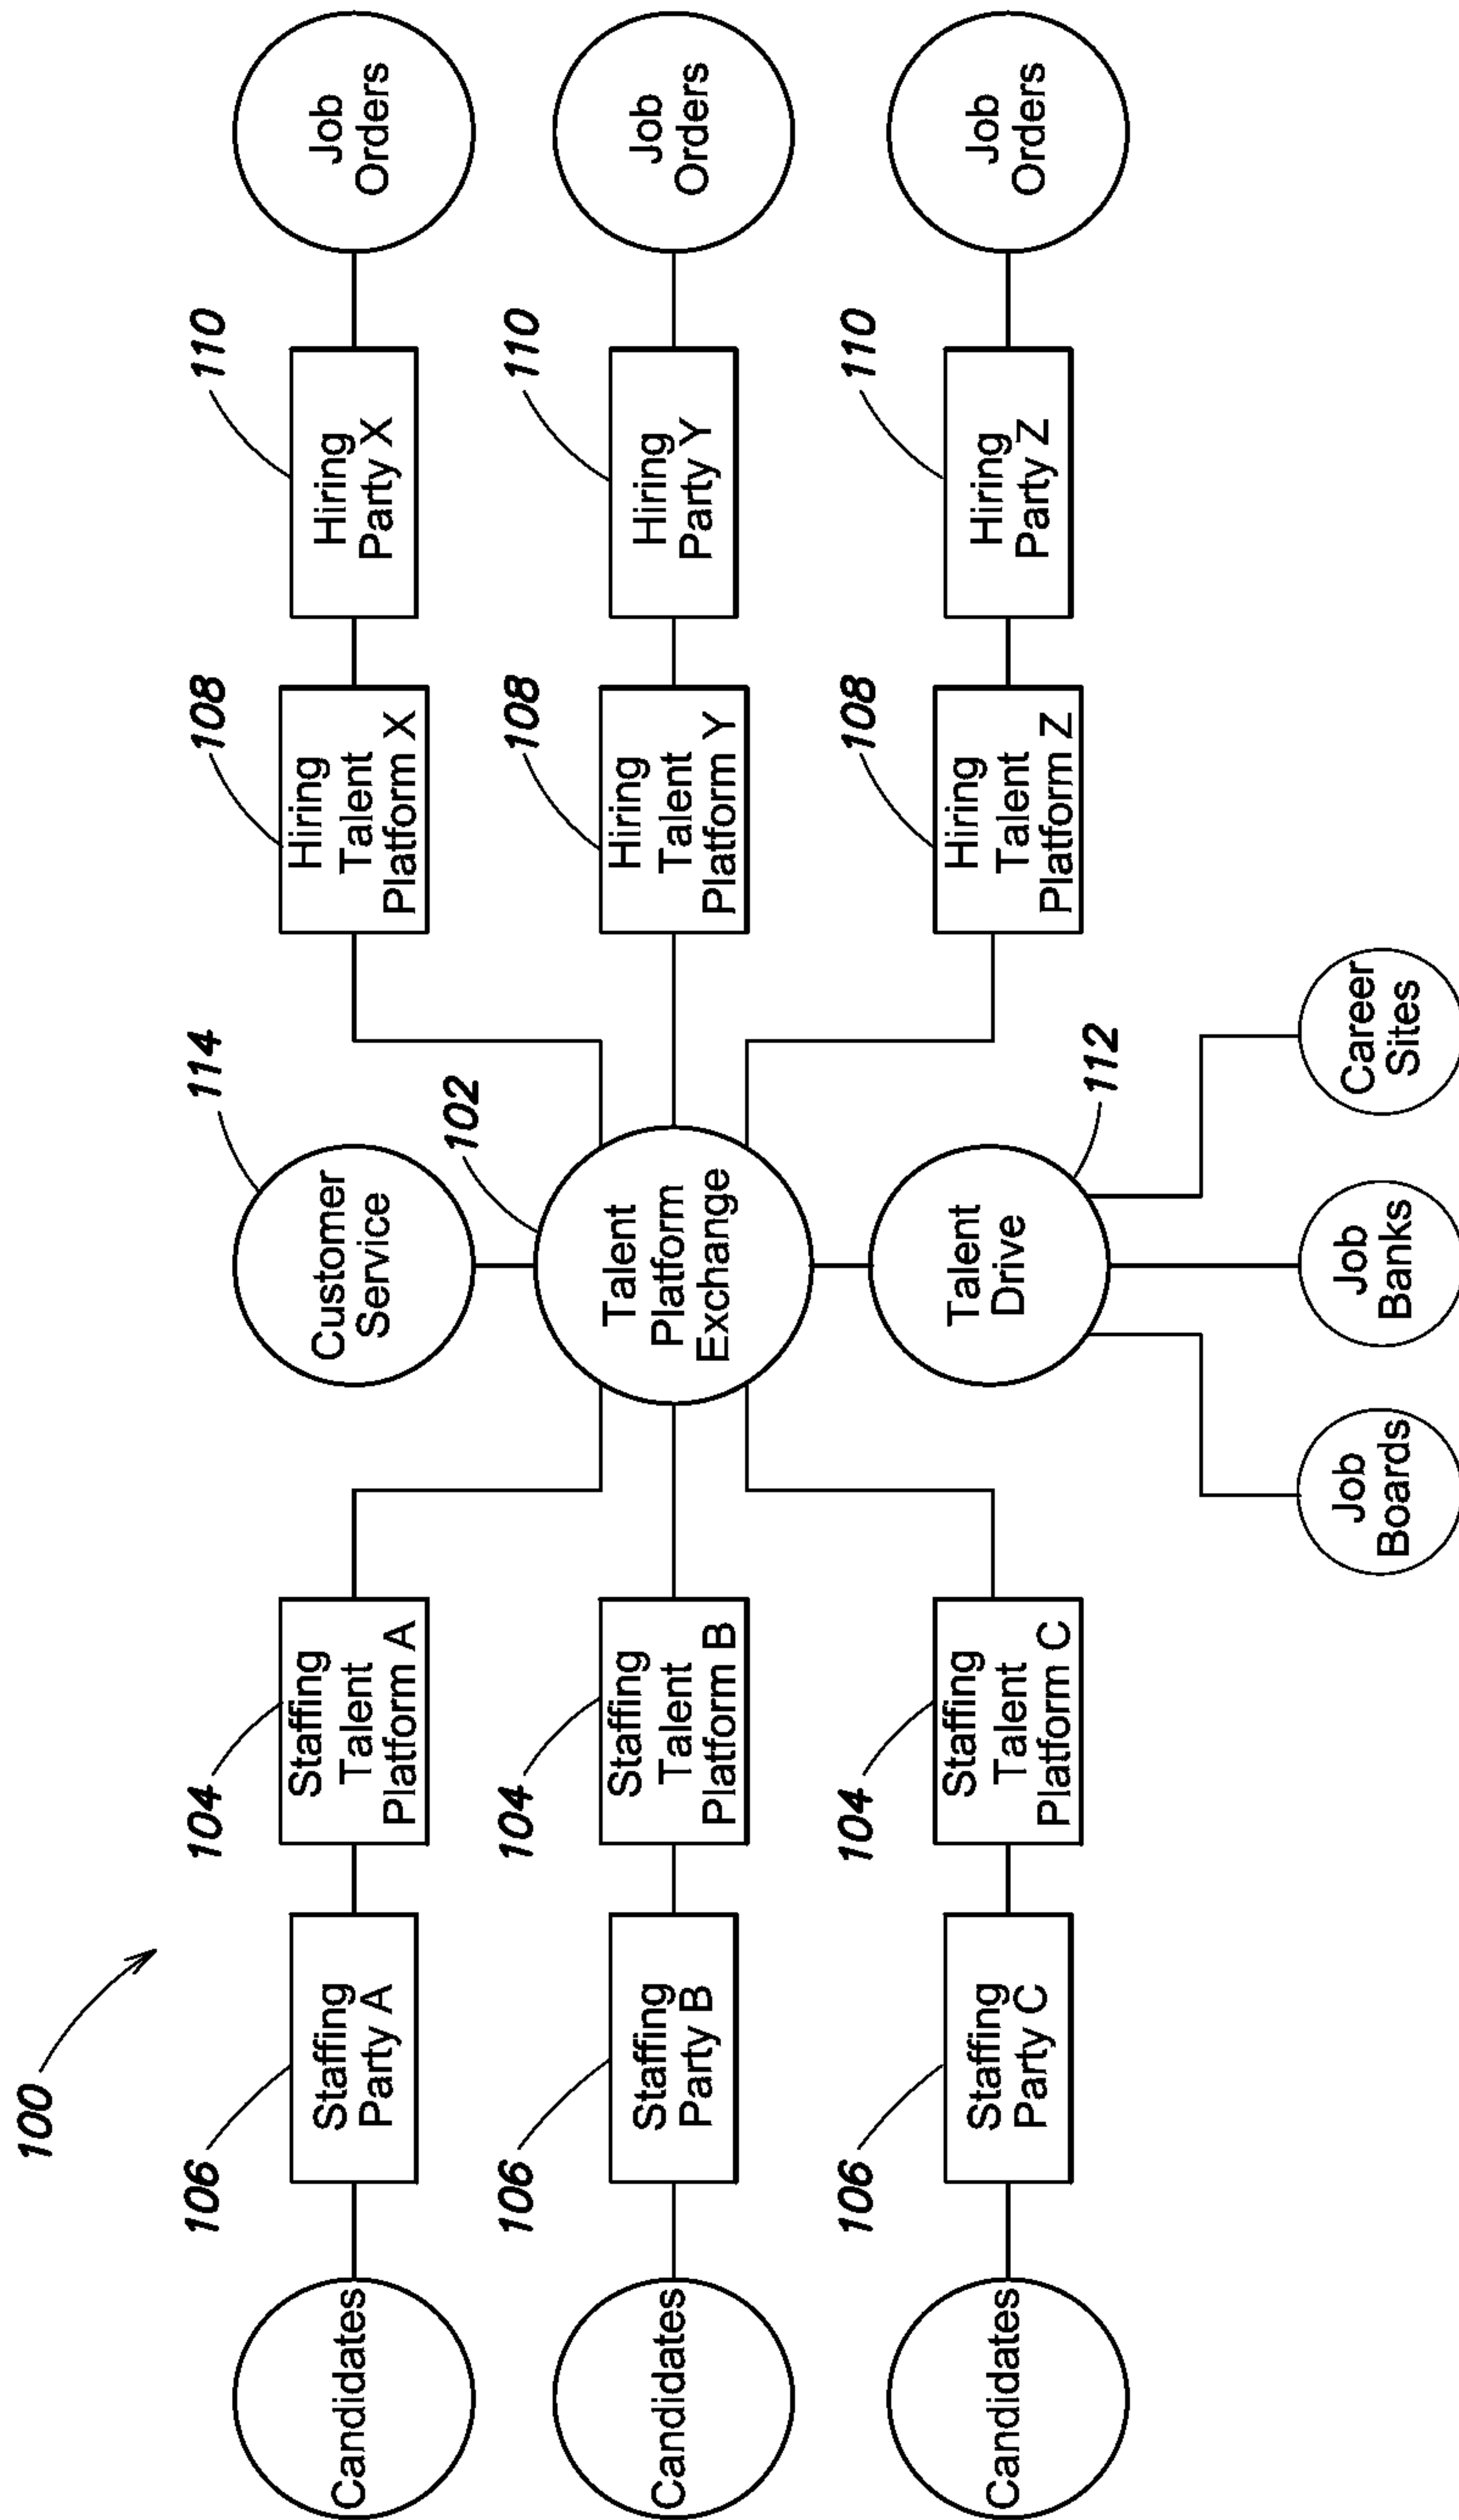 100
106
104
114
108
110
Candidates
Staffing
Party A
Staffing
Talent
Platform A
Customer
Service
Hiring
Talent
Platform X
Hiring
Party X
Job
Orders
106
104
102
108
110
Candidates
Staffing
Party B
Staffing
Talent
Platform B
Talent
Platform
Exchange
Hiring
Talent
Platform Y
Hiring
Party Y
Job
Orders
106
104
108
110
Candidates
Staffing
Party C
Staffing
Talent
Platform C
Talent
Drive
112
Hiring
Talent
Platform Z
Hiring
Party Z
Job
Orders
Job
Boards
Job
Banks
Career
Sites